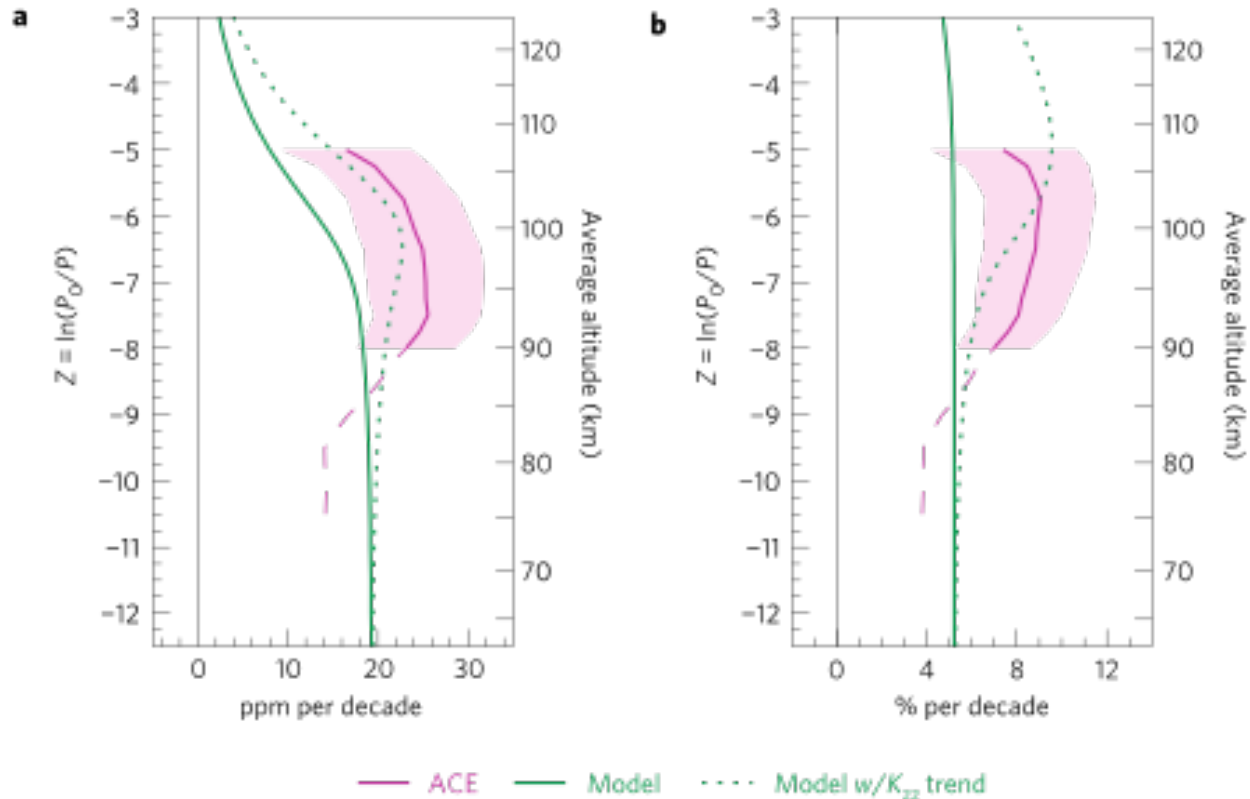 a
−3
−4
−5
−6
−7
−8
−9
−10
−11
−12
Z = ln(P₀/P)
120
110
100
90
80
70
Average altitude (km)
0 10 20 30
ppm per decade
b
−3
−4
−5
−6
−7
−8
−9
−10
−11
−12
Z = ln(P₀/P)
120
110
100
90
80
70
Average altitude (km)
0 4 8 12
% per decade
ACE Model Model w/K₂₂ trend